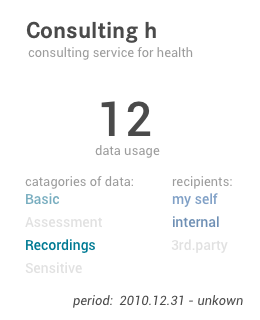 Consulting h
consulting service for health
12
data usage
catagories of data:
Basic
Assessment
Recordings
Sensitive
recipients:
my self
internal
3rd.party
period: 2010.12.31 - unkown